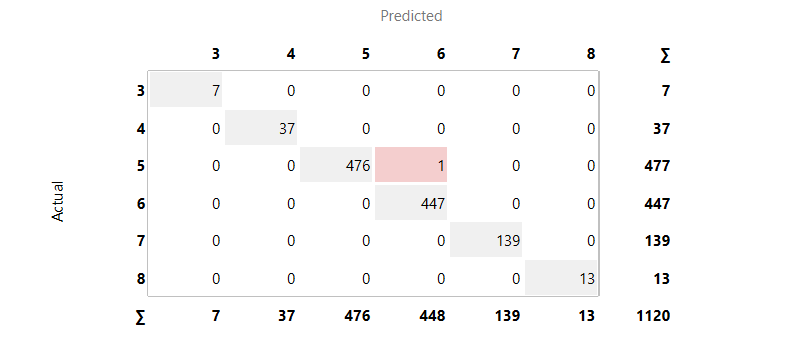 Predicted
3 4 5 6 7 8 ∑
3 7 0 0 0 0 0 7
4 0 37 0 0 0 0 37
5 0 0 476 1 0 0 477
Actual
6 0 0 0 447 0 0 447
7 0 0 0 0 139 0 139
8 0 0 0 0 0 13 13
∑ 7 37 476 448 139 13 1120